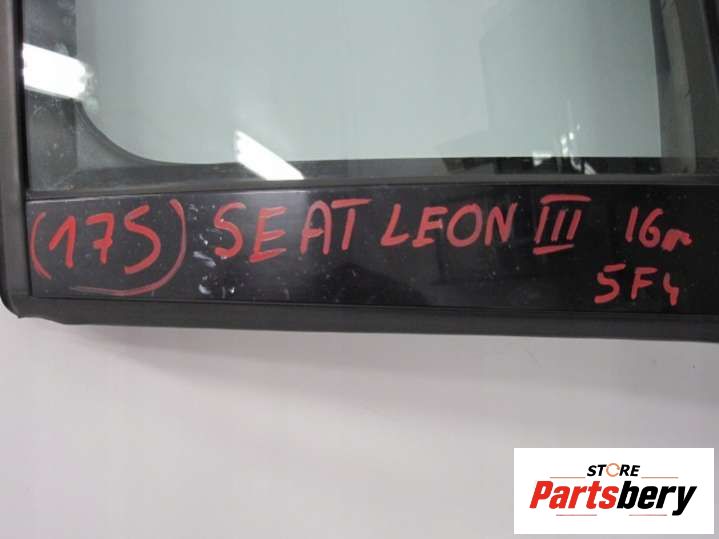 (175) SEAT LEON III 16r
5F4
STORE
Partsbery